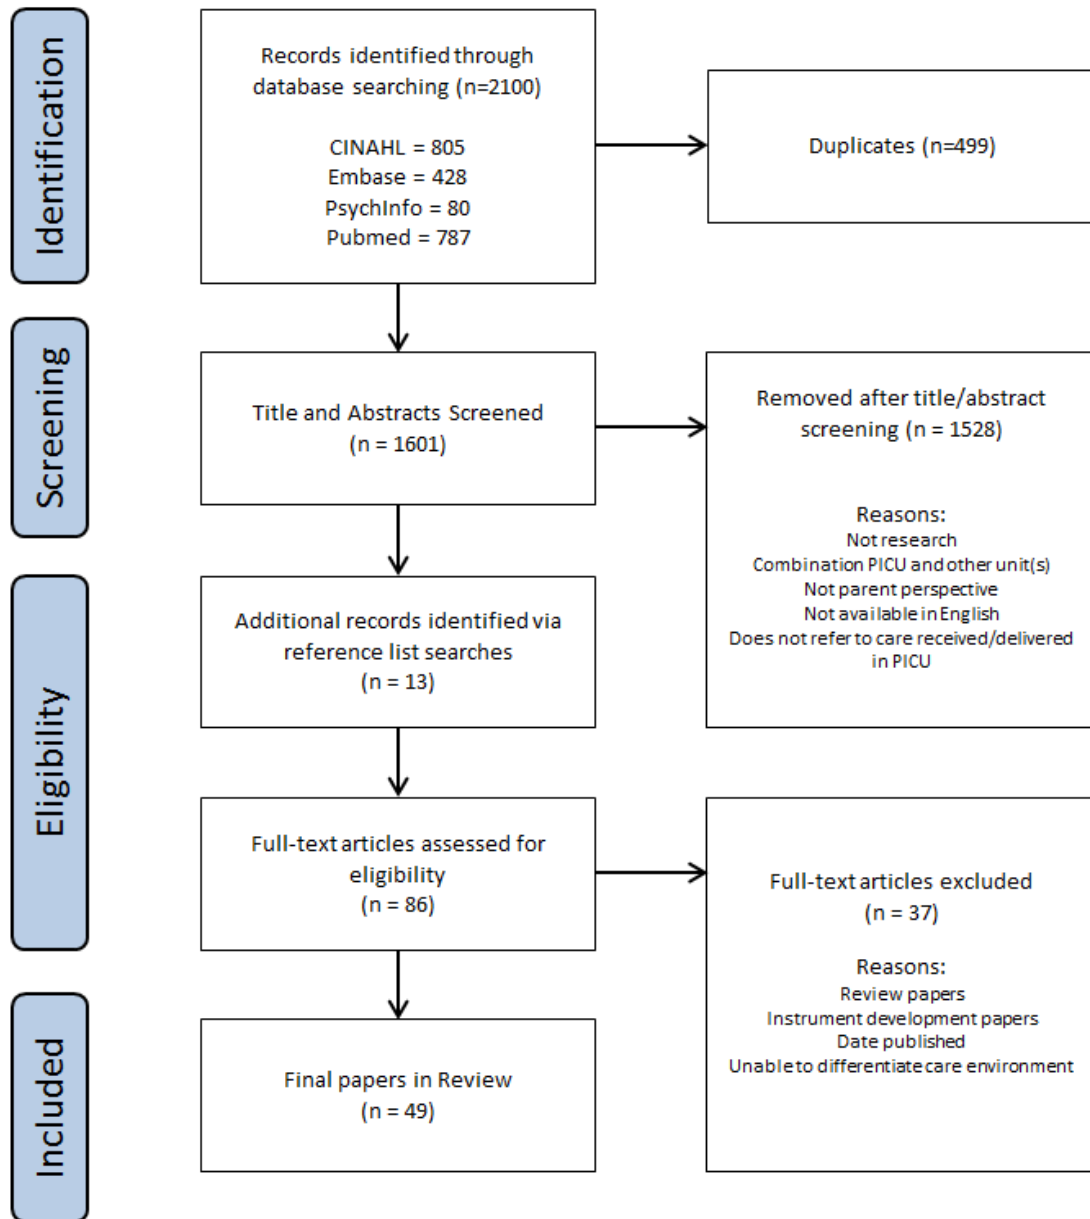 Identification
Records identified through
database searching (n=2100)
CINAHL = 805
Embase = 428
PsychInfo = 80
Pubmed = 787
Duplicates (n=499)
Screening
Title and Abstracts Screened
(n = 1601)
Removed after title/abstract
screening (n = 1528)
Reasons:
Not research
Combination PICU and other unit(s)
Not parent perspective
Not available in English
Does not refer to care received/delivered
in PICU
Eligibility
Additional records identified via
reference list searches
(n = 13)
Full-text articles assessed for
eligibility
(n = 86)
Full-text articles excluded
(n = 37)
Reasons:
Review papers
Instrument development papers
Date published
Unable to differentiate care environment
Included
Final papers in Review
(n = 49)